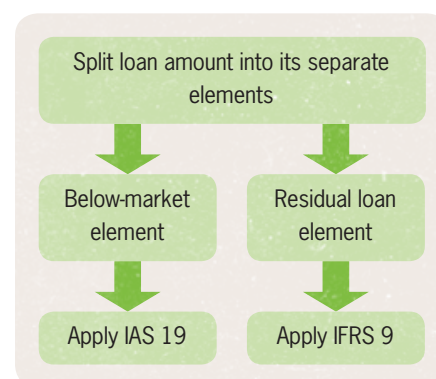 Split loan amount into its separate
elements
Below-market
element
Residual loan
element
Apply IAS 19
Apply IFRS 9